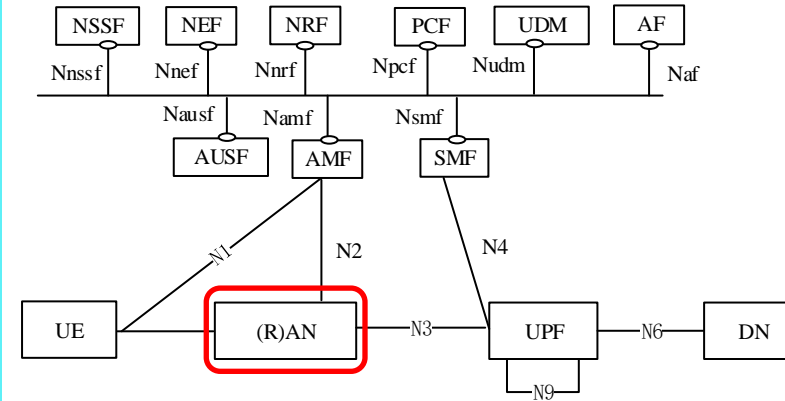 NSSF NEF NRF PCF UDM AF
Nnssf Nnef Nnrf Npcf Nudm Naf
Nausf Namf Nsmf
AUSF AMF SMF
N1 N2 N4
UE (R)AN N3 UPF N6 DN
N9